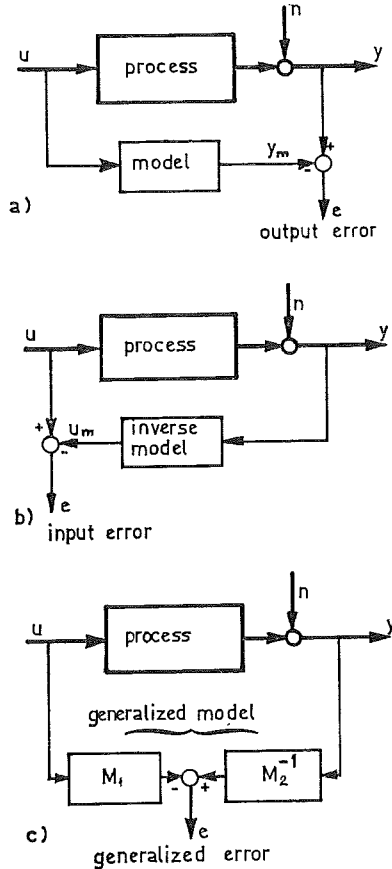 n
u
process
y
+
model
y_m
-
a)
e
output error
n
u
process
y
+
u_m
-
inverse
model
e
b)
input error
n
u
process
y
generalized model
M_1
-
+
M_2^{-1}
c)
e
generalized error